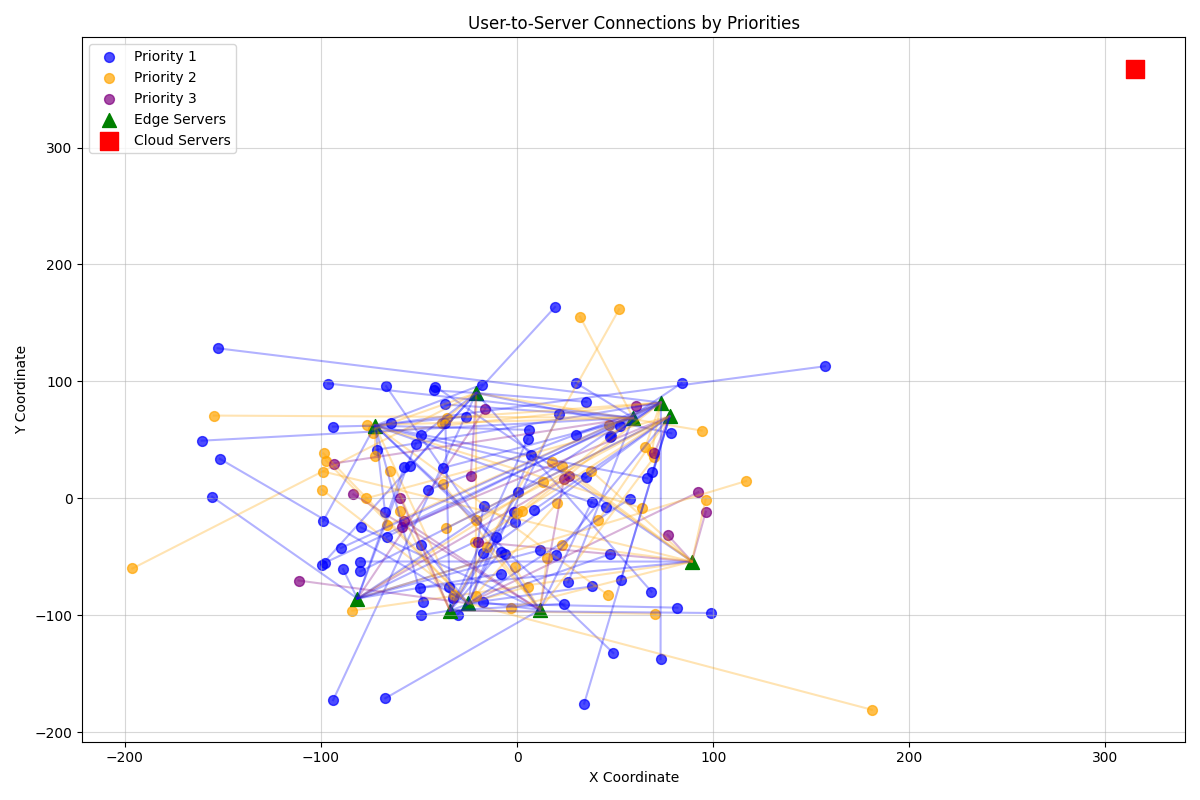 User-to-Server Connections by Priorities
Priority 1
Priority 2
Priority 3
Edge Servers
Cloud Servers
Y Coordinate
300
200
100
0
−100
−200
−200
−100
0
100
200
300
X Coordinate